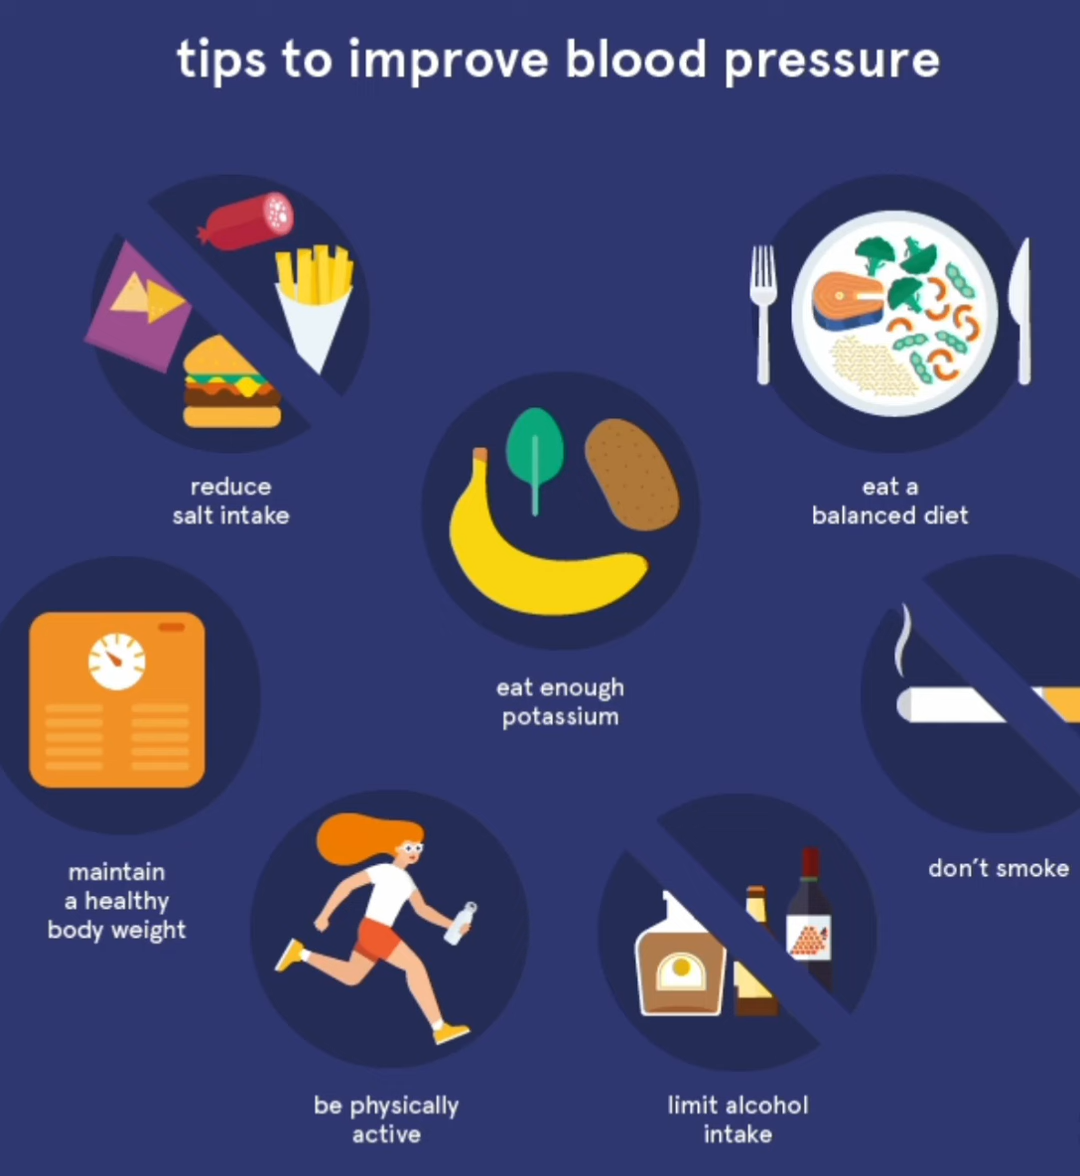 tips to improve blood pressure
reduce
salt intake
eat a
balanced diet
eat enough
potassium
maintain
a healthy
body weight
don't smoke
be physically
active
limit alcohol
intake